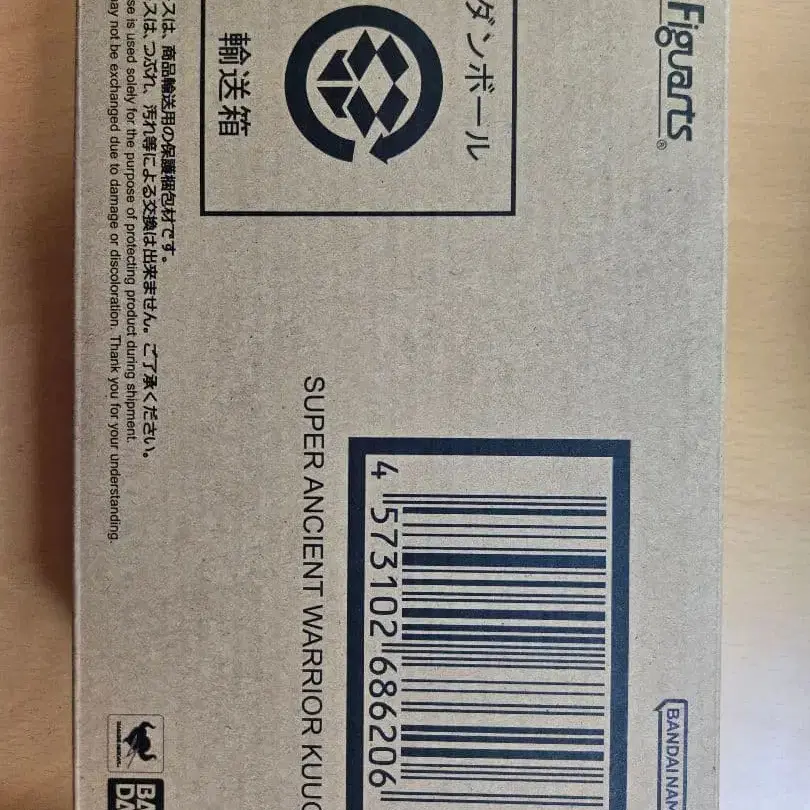 Figuarts®
ダンボール
輸送箱
スは、商品輸送用の保護梱包材です。
スは、つぶれ、汚れ等による交換は出来ません。ご了承ください。
se is used solely for the purpose of protecting product during shipment.
ay not be exchanged due to damage or discoloration. Thank you for your understanding.
SUPER ANCIENT WARRIOR KUUG
4 573102 686206
BANDAI NAM
BA
DA